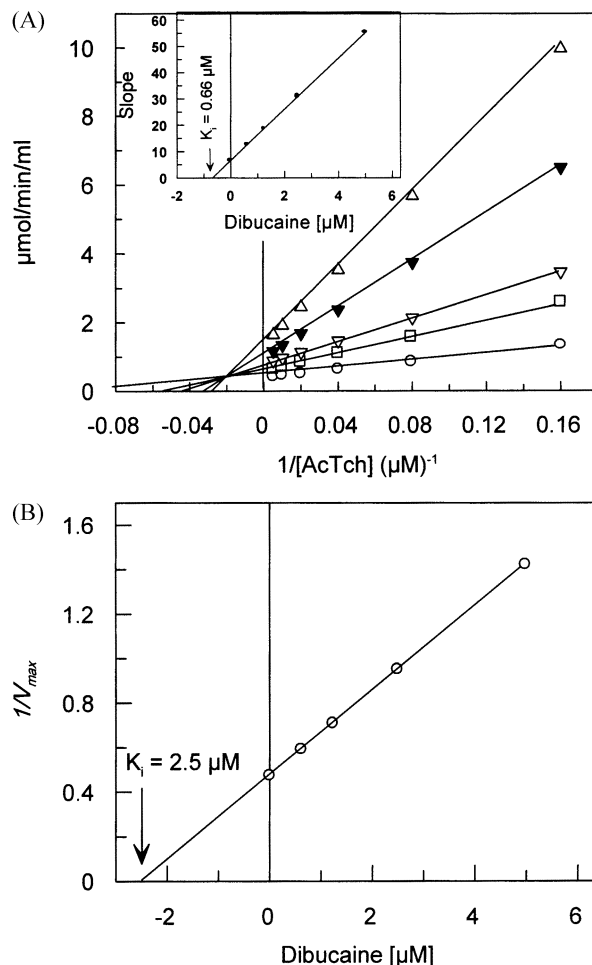 (A)
60
50
40
30
20
10
0
Slope
K_i = 0.66 µM
-2 0 2 4 6
Dibucaine [µM]
10
8
6
4
2
0
µmol/min/ml
-0.08 -0.04 0 0.04 0.08 0.12 0.16
1/[AcTch] (µM)⁻¹
(B)
1.6
1.2
0.8
0.4
0
1/V_max
K_i = 2.5 µM
-2 0 2 4 6
Dibucaine [µM]